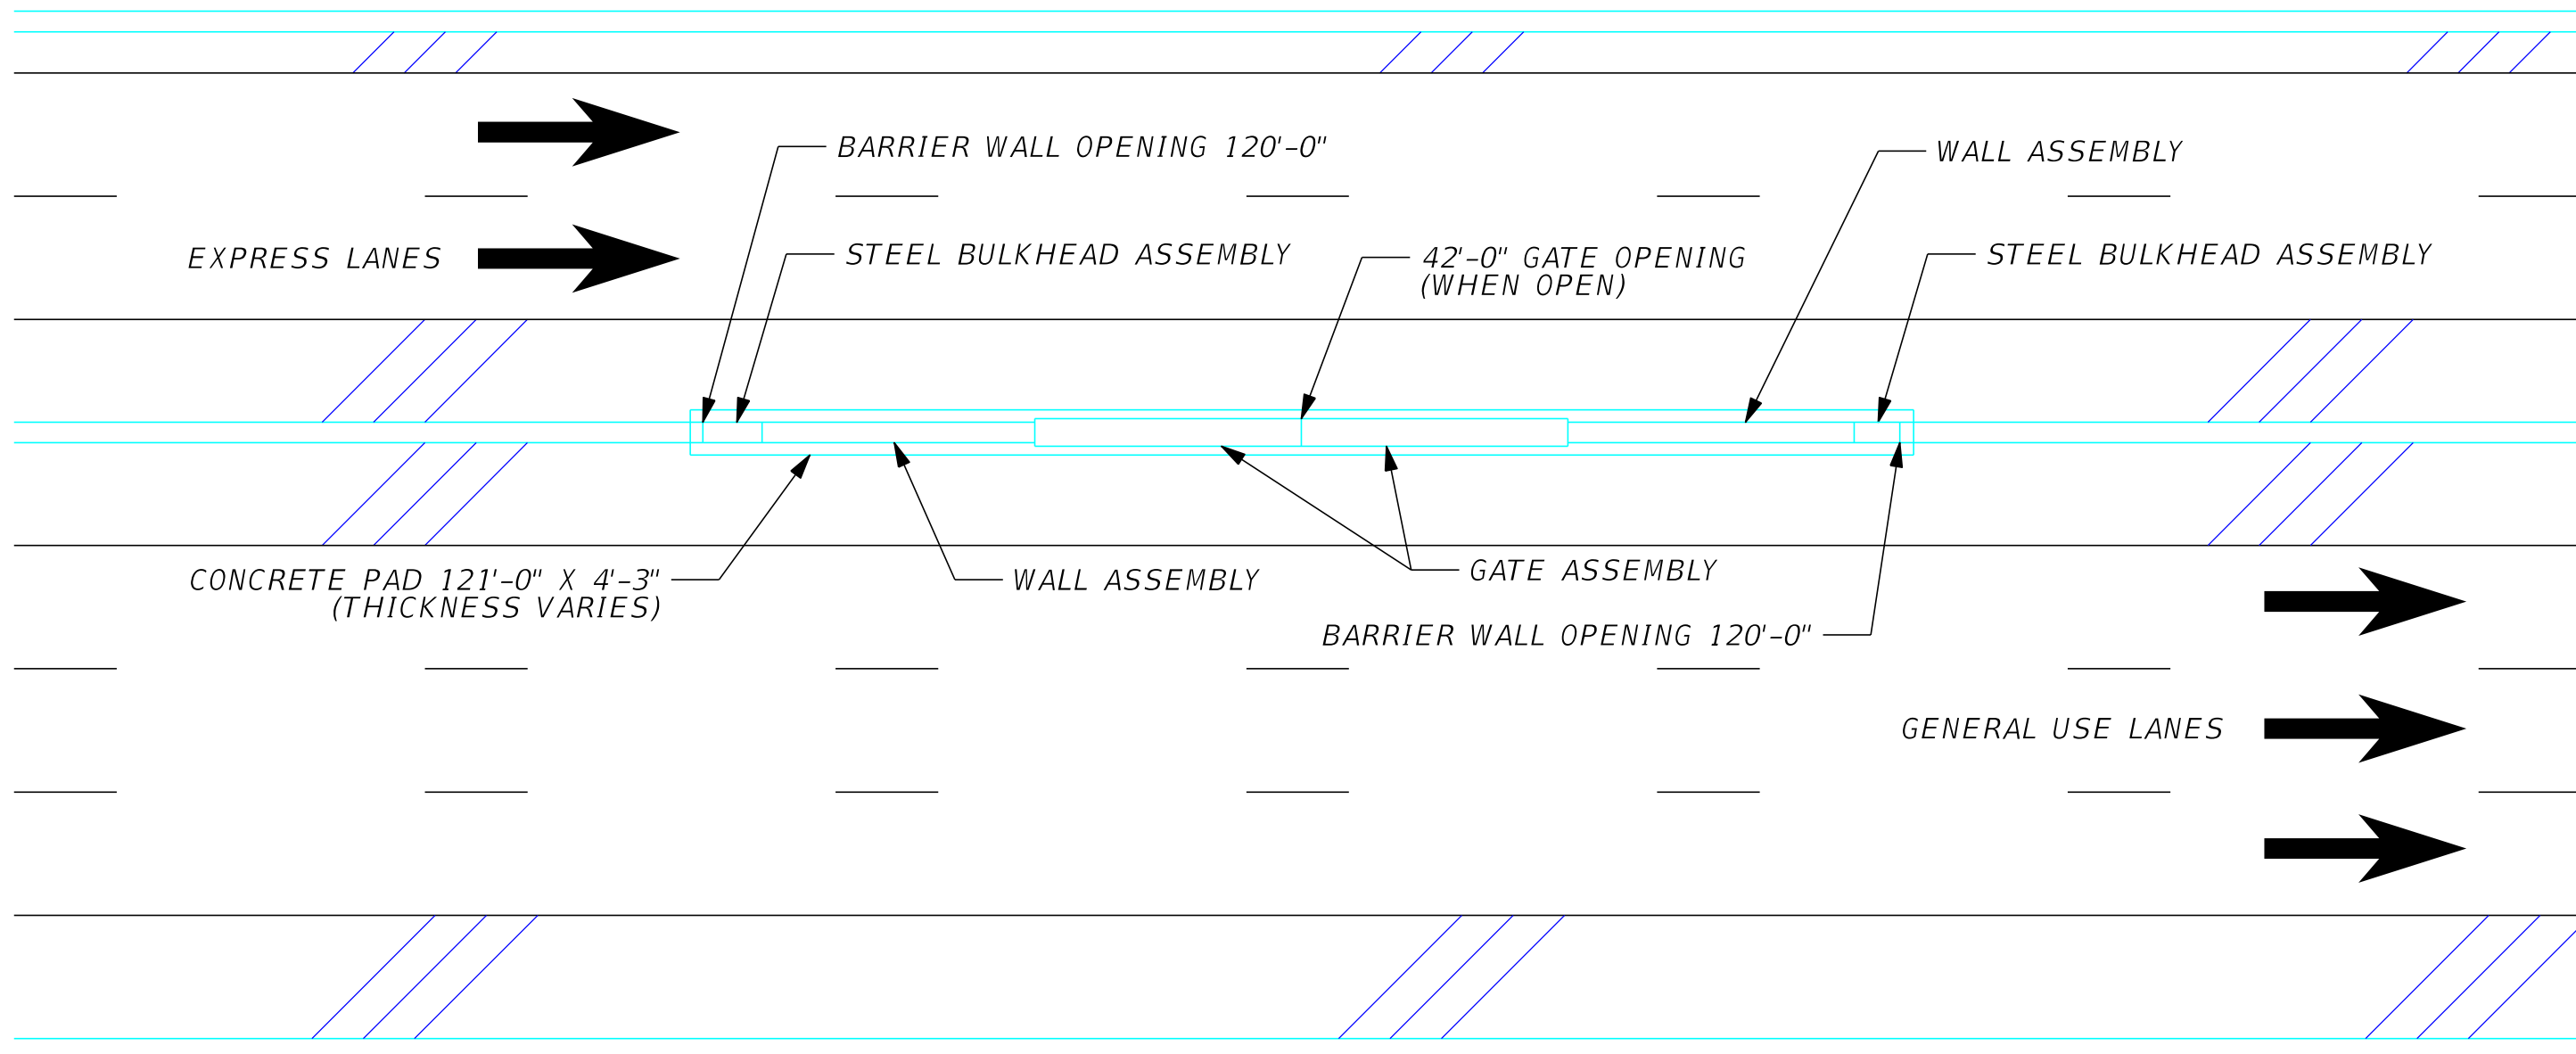 BARRIER WALL OPENING 120'-0"
WALL ASSEMBLY
EXPRESS LANES
STEEL BULKHEAD ASSEMBLY
42'-0" GATE OPENING
(WHEN OPEN)
STEEL BULKHEAD ASSEMBLY
CONCRETE PAD 121'-0" X 4'-3"
(THICKNESS VARIES)
WALL ASSEMBLY
GATE ASSEMBLY
BARRIER WALL OPENING 120'-0"
GENERAL USE LANES